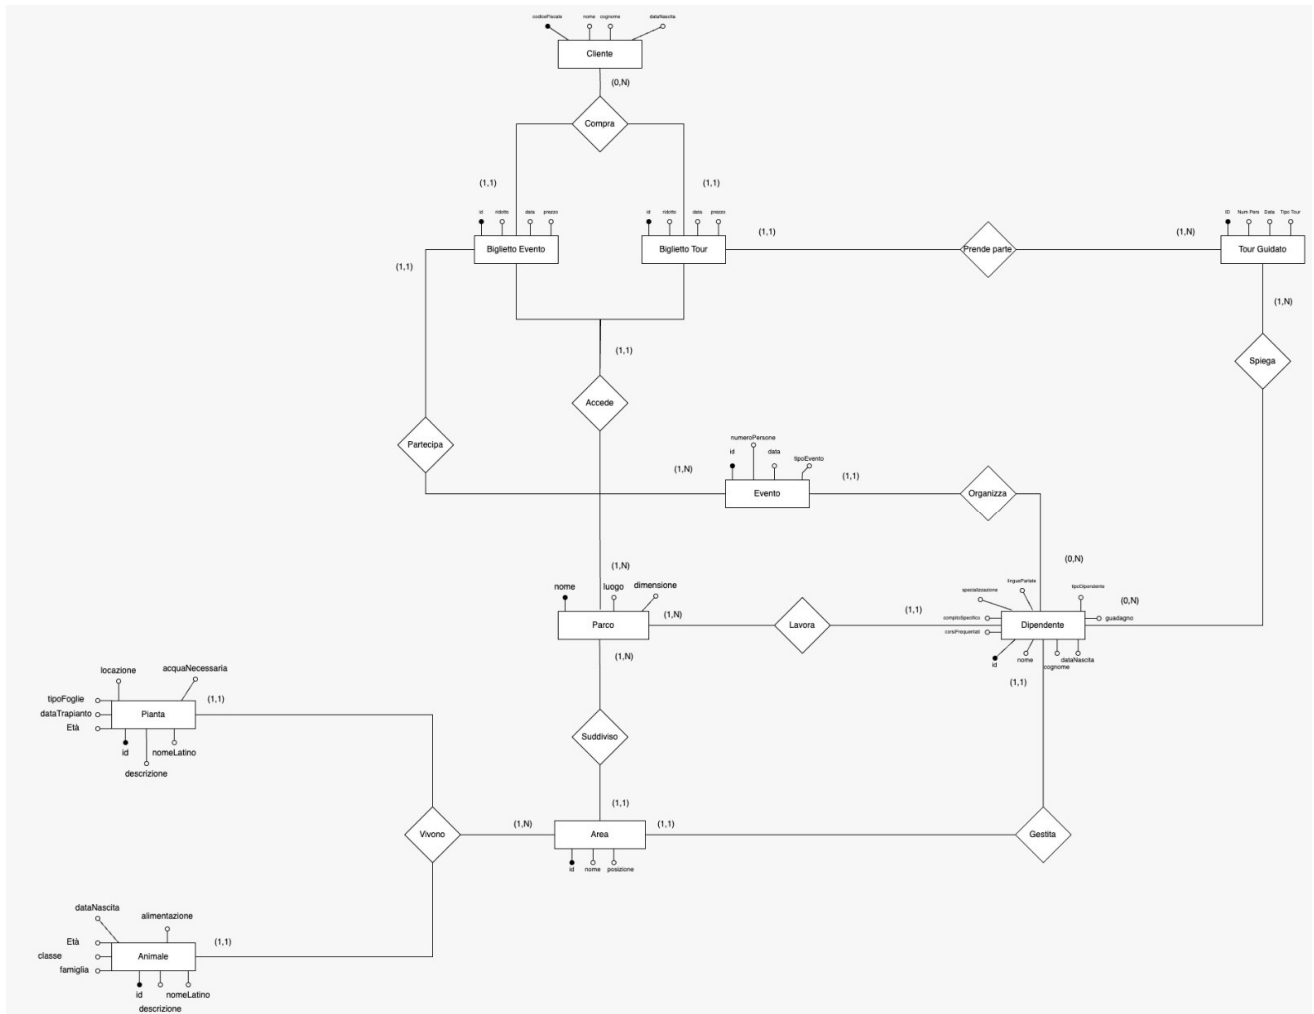 codiceFiscale nome cognome dataNascita
Cliente
(0,N)
Compra
(1,1) (1,1)
id ridotto data prezzo
id ridotto data prezzo
ID Num Pers Data Tipo Tour
Biglietto Evento
Biglietto Tour
(1,1)
Prende parte
(1,N)
Tour Guidato
(1,1)
(1,N)
(1,1)
Spiega
Accede
Partecipa
numeroPersone
id data tipoEvento
(1,N)
Evento
(1,1)
Organizza
(0,N)
(1,N)
nome luogo dimensione
Parco
(1,N)
Lavora
(1,1)
specializzazione lingueParlate tipoDipendente
(0,N)
compitoSpecifico
Dipendente
guadagno
corsiFrequentati
id nome cognome dataNascita
(1,1)
(1,N)
locazione acquaNecessaria
tipoFoglie
(1,1)
dataTrapianto
Pianta
Età
id nomeLatino
descrizione
Suddiviso
(1,1)
Vivono
(1,N)
Area
(1,1)
Gestita
id nome posizione
dataNascita
alimentazione
Età
(1,1)
classe
Animale
famiglia
id nomeLatino
descrizione